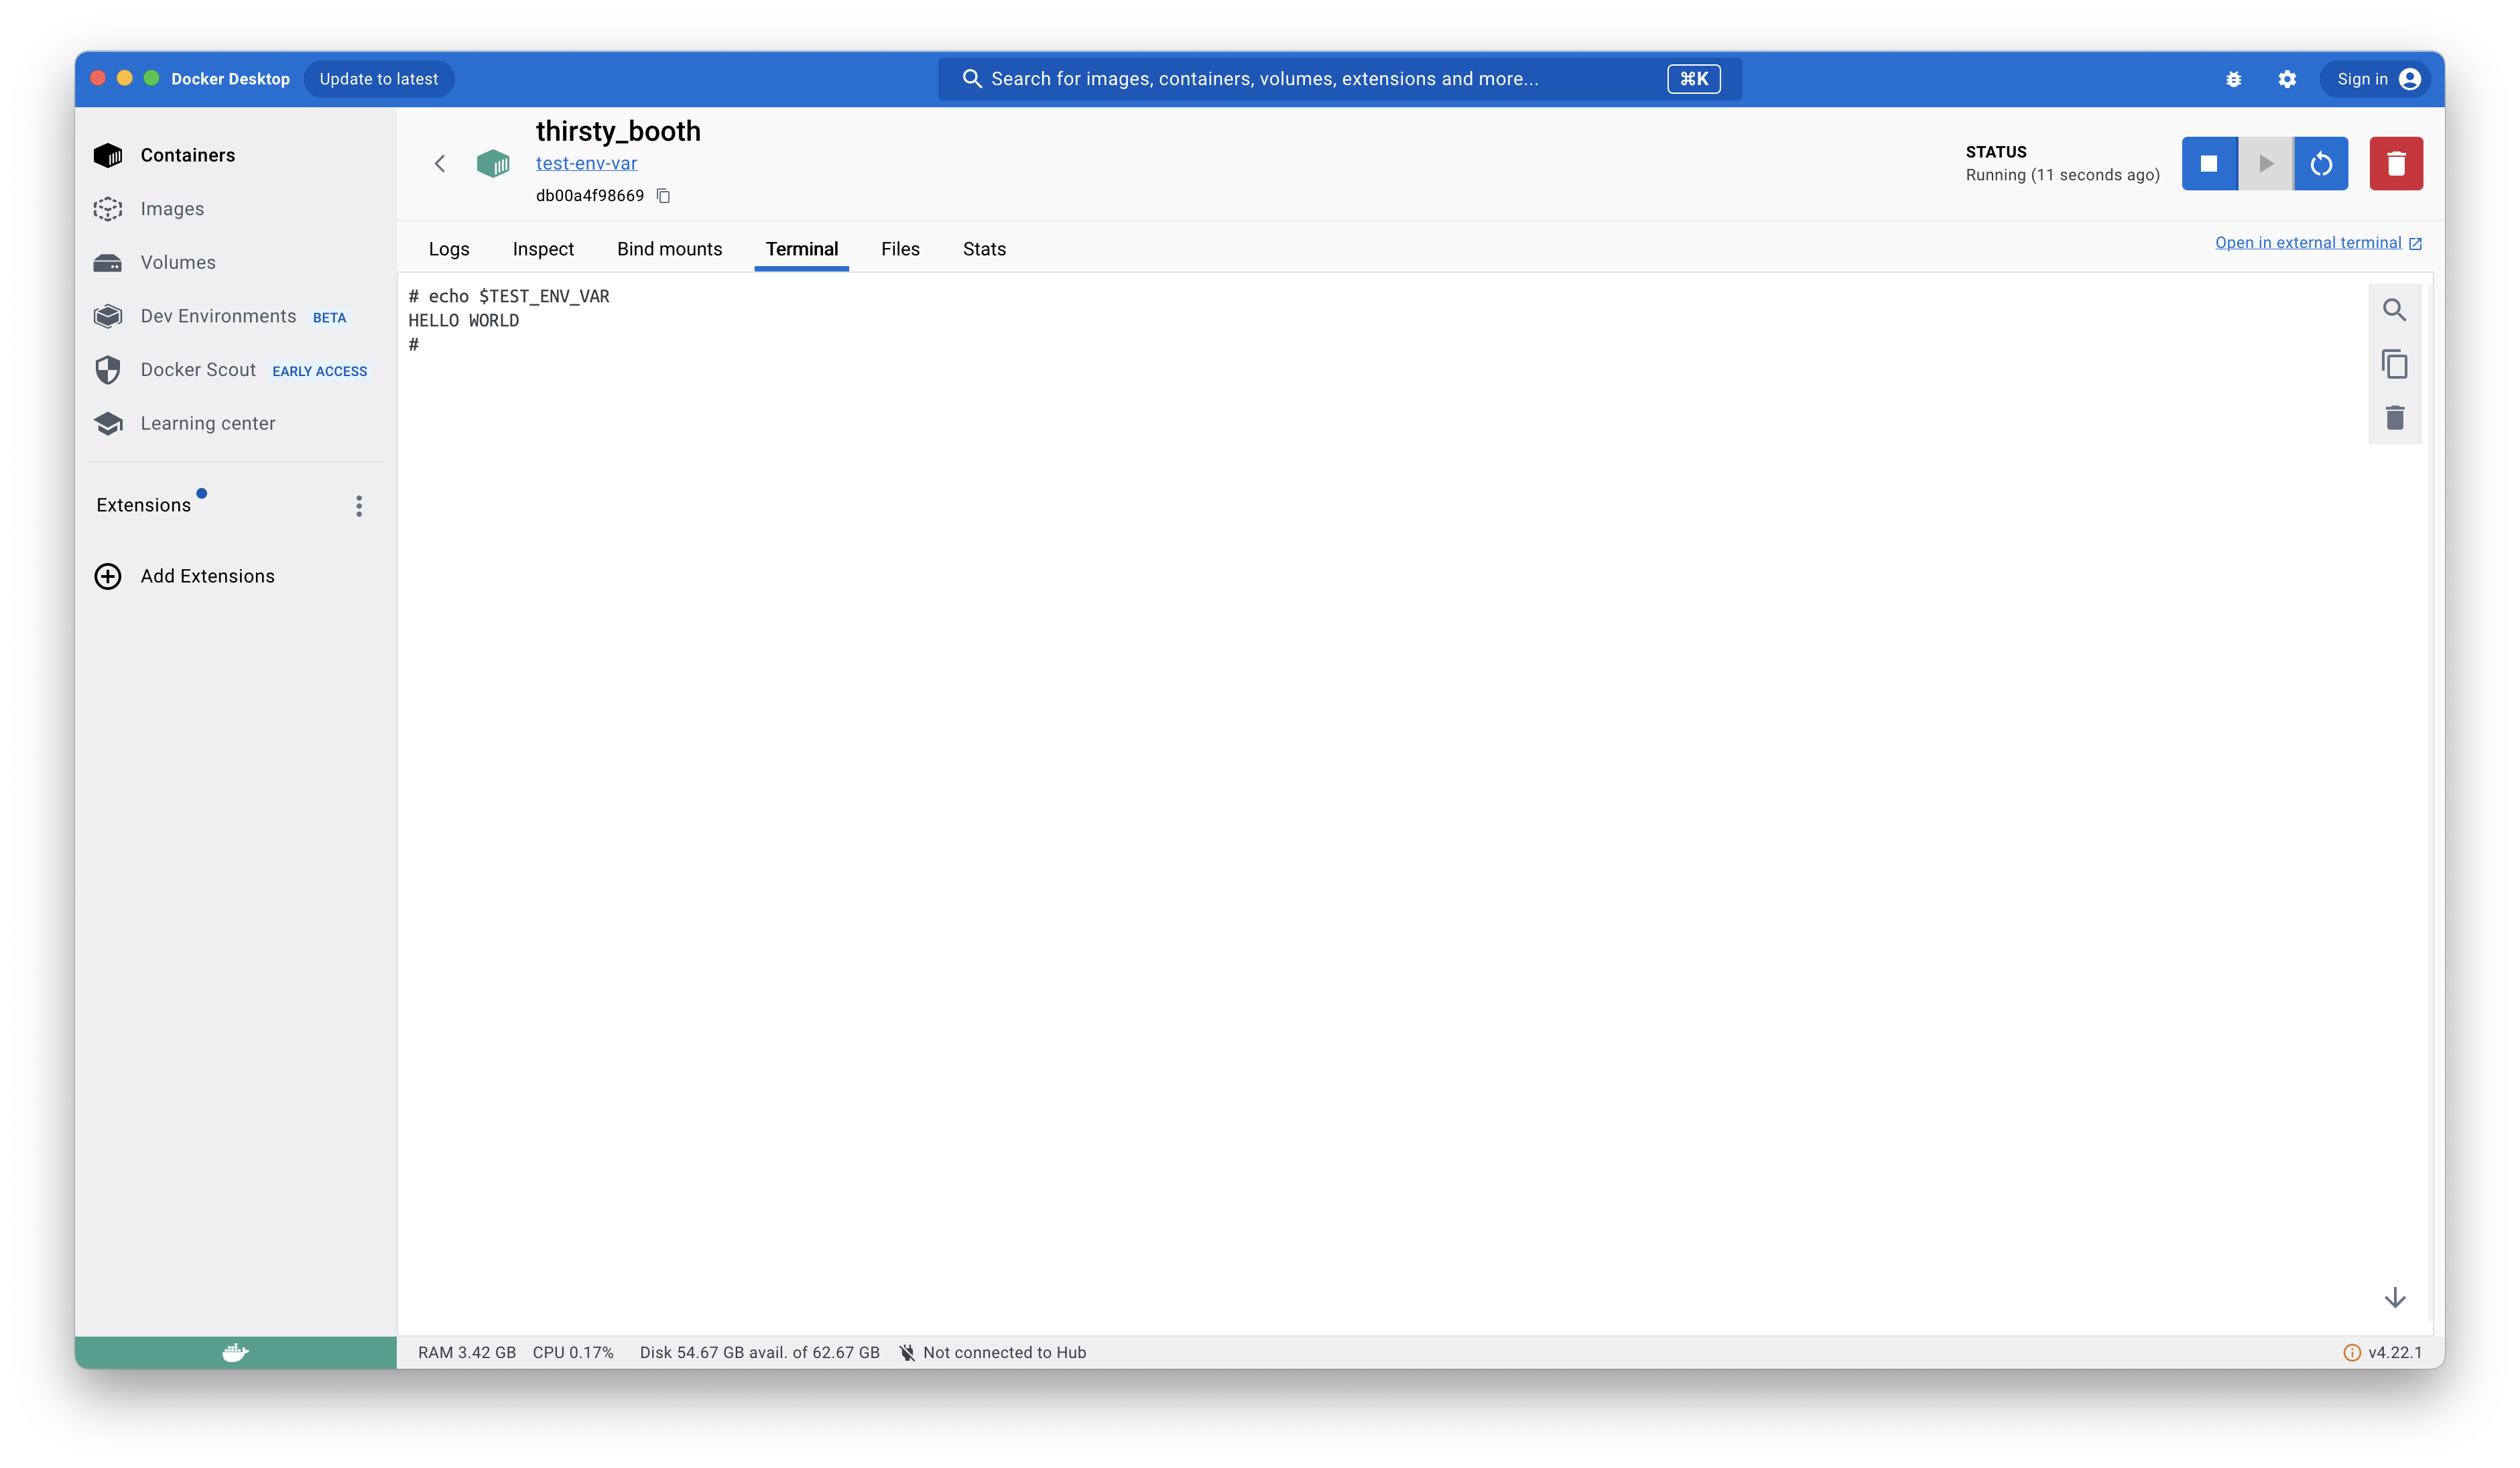 Docker Desktop
Update to latest
Search for images, containers, volumes, extensions and more...
⌘K
Sign in
Containers
Images
Volumes
Dev Environments BETA
Docker Scout EARLY ACCESS
Learning center
Extensions
Add Extensions
thirsty_booth
test-env-var
db00a4f98669
STATUS
Running (11 seconds ago)
Logs
Inspect
Bind mounts
Terminal
Files
Stats
Open in external terminal
# echo $TEST_ENV_VAR
HELLO WORLD
#
RAM 3.42 GB
CPU 0.17%
Disk 54.67 GB avail. of 62.67 GB
Not connected to Hub
v4.22.1